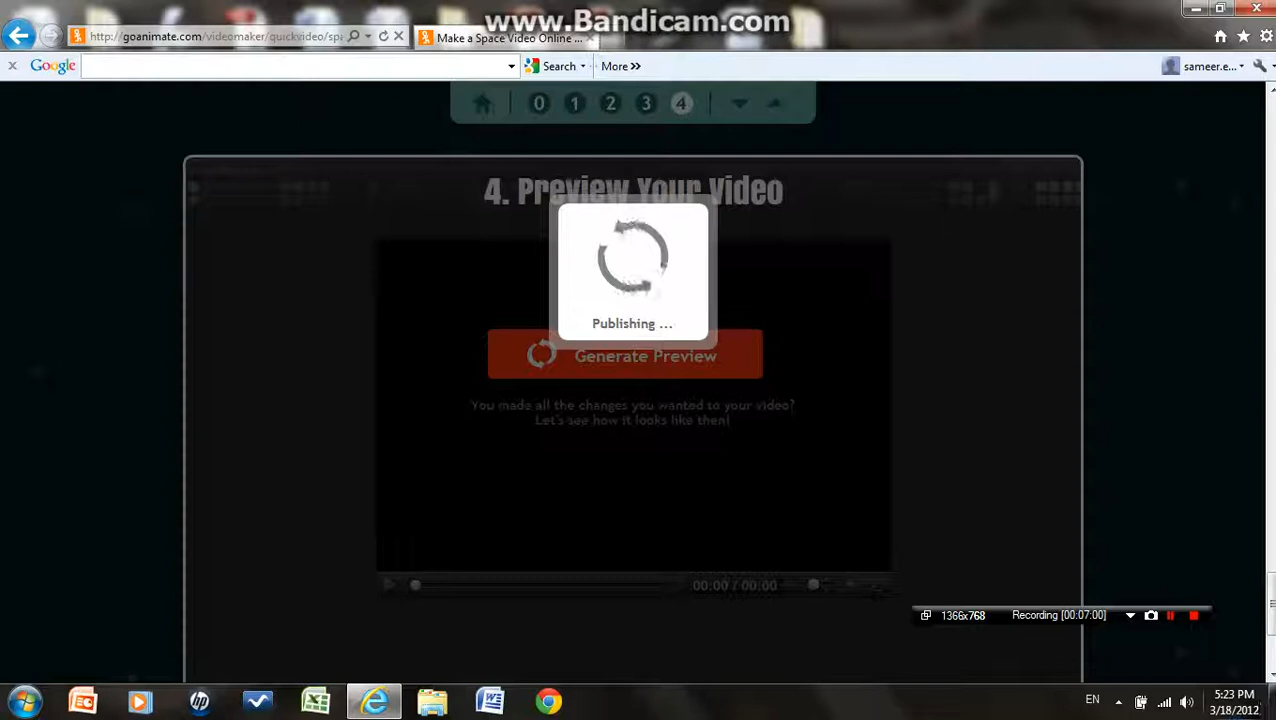 www.Bandicam.com
http://goanimate.com/videomaker/quickvideo/spa
Make a Space Video Online ...
Google
Search
More »
sameer.e...
0 1 2 3 4
4. Preview Your Video
Publishing ...
Generate Preview
You made all the changes you wanted to your video?
Let's see how it looks like then!
00:00 / 00:00
1366x768
Recording [00:07:00]
EN
5:23 PM
3/18/2012